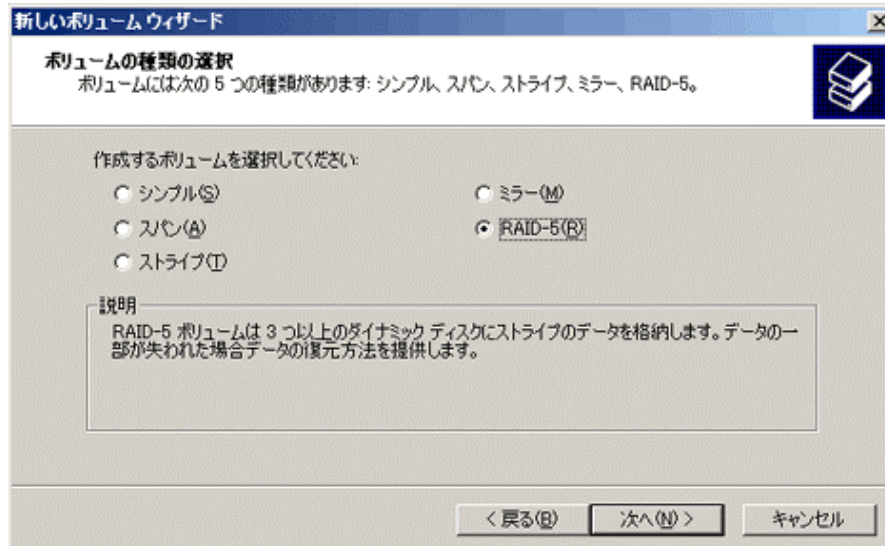 新しいボリューム ウィザード
ボリュームの種類の選択
ボリュームには次の 5 つの種類があります: シンプル、スパン、ストライプ、ミラー、RAID-5。
作成するボリュームを選択してください:
シンプル(S)
ミラー(M)
スパン(A)
RAID-5(R)
ストライプ(T)
説明
RAID-5 ボリュームは 3 つ以上のダイナミック ディスクにストライプのデータを格納します。データの一
部が失われた場合データの復元方法を提供します。
< 戻る(B)
次へ(N) >
キャンセル